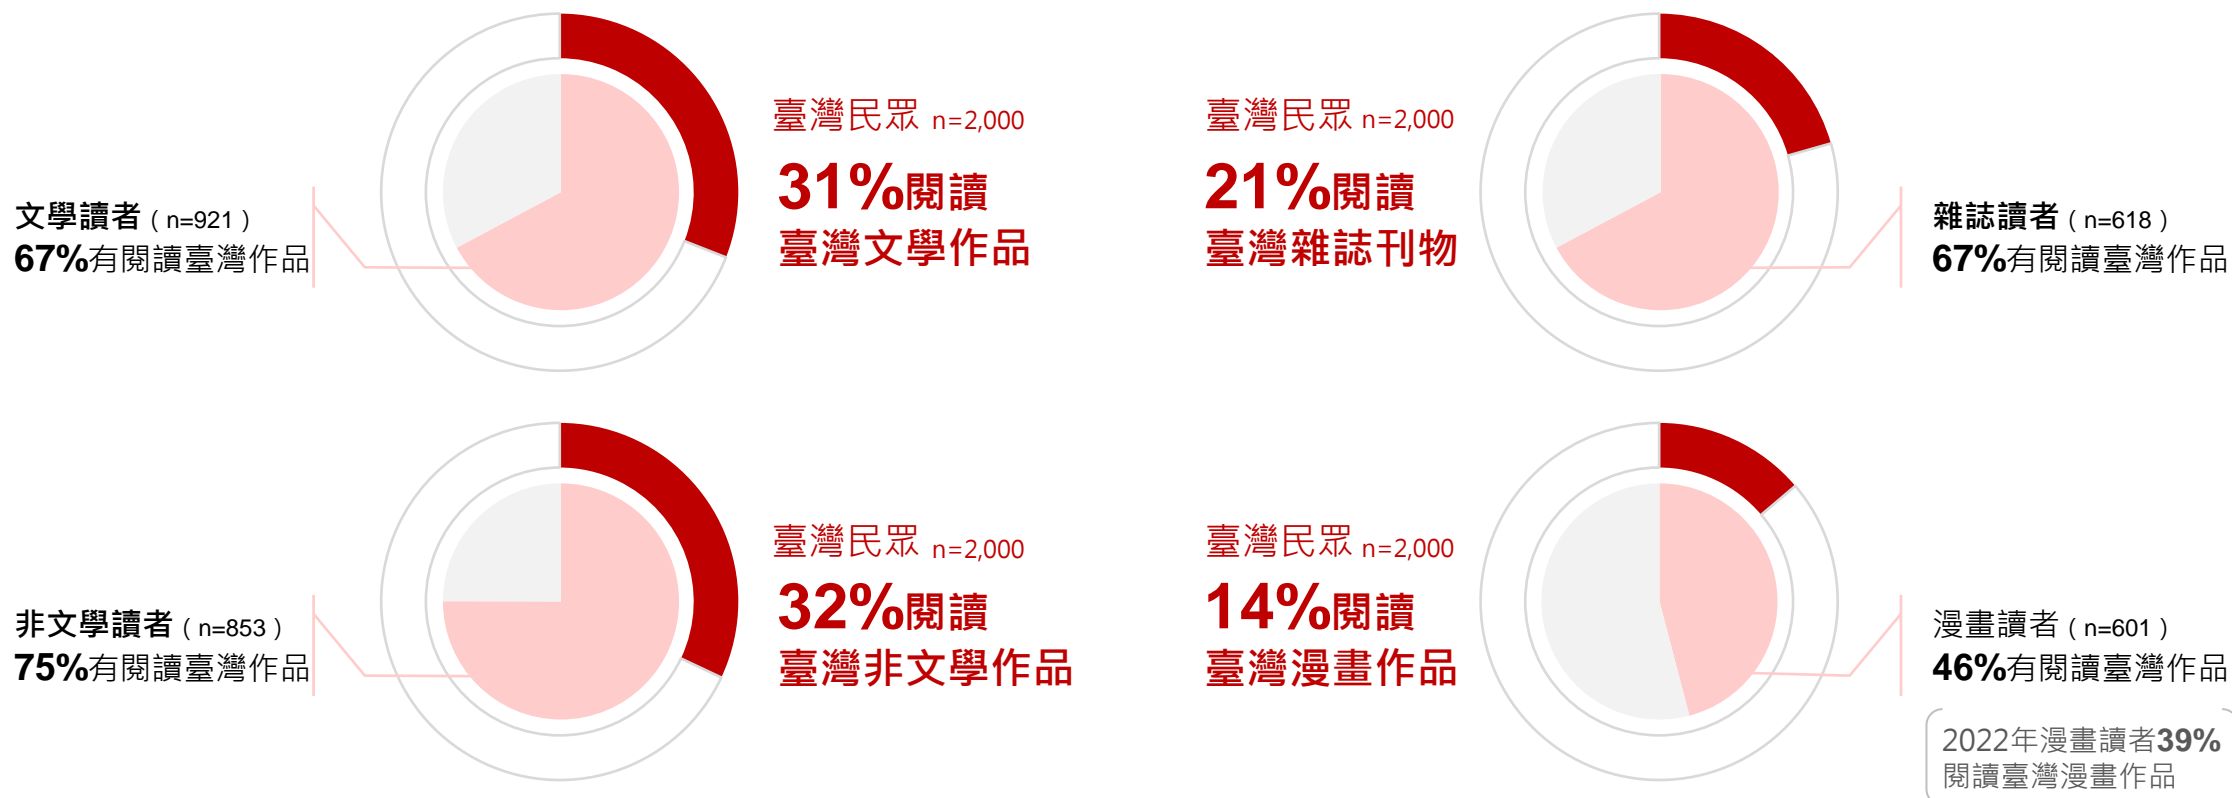 文學讀者（n=921）
67%有閱讀臺灣作品
臺灣民眾 n=2,000
31%閱讀
臺灣文學作品
臺灣民眾 n=2,000
21%閱讀
臺灣雜誌刊物
雜誌讀者（n=618）
67%有閱讀臺灣作品
非文學讀者（n=853）
75%有閱讀臺灣作品
臺灣民眾 n=2,000
32%閱讀
臺灣非文學作品
臺灣民眾 n=2,000
14%閱讀
臺灣漫畫作品
漫畫讀者（n=601）
46%有閱讀臺灣作品
2022年漫畫讀者39%
閱讀臺灣漫畫作品